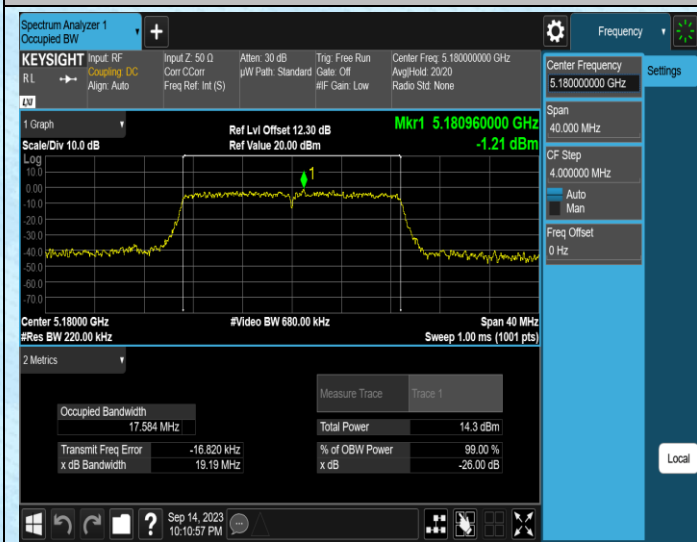 Spectrum Analyzer 1
Occupied BW
Frequency
KEYSIGHT
RL
LXI
Input: RF
Coupling: DC
Align: Auto
Input Z: 50 Ω
Corr CCorr
Freq Ref: Int (S)
Atten: 30 dB
µW Path: Standard
Trig: Free Run
Gate: Off
#IF Gain: Low
Center Freq: 5.180000000 GHz
Avg|Hold: 20/20
Radio Std: None
Center Frequency
5.180000000 GHz
Settings
Span
40.000 MHz
CF Step
4.000000 MHz
Auto
Man
Freq Offset
0 Hz
Local
1 Graph
Scale/Div 10.0 dB
Ref Lvl Offset 12.30 dB
Ref Value 20.00 dBm
Mkr1 5.180960000 GHz
-1.21 dBm
Log
10.0
0.00
-10.0
-20.0
-30.0
-40.0
-50.0
-60.0
-70.0
1
Center 5.18000 GHz
#Res BW 220.00 kHz
#Video BW 680.00 kHz
Span 40 MHz
Sweep 1.00 ms (1001 pts)
2 Metrics
Measure Trace Trace 1
Occupied Bandwidth
17.584 MHz
Total Power 14.3 dBm
Transmit Freq Error -16.820 kHz
% of OBW Power 99.00 %
x dB Bandwidth 19.19 MHz
x dB -26.00 dB
?
Sep 14, 2023
10:10:57 PM